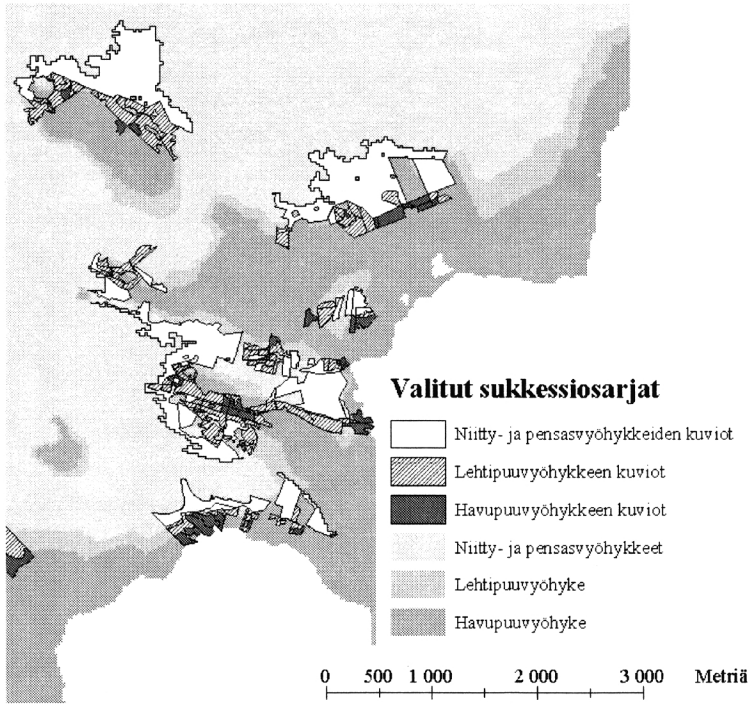 Valitut sukkessiosarjat
Niitty- ja pensasvyöhykkeiden kuviot
Lehtipuuvyöhykkeen kuviot
Havupuuvyöhykkeen kuviot
Niitty- ja pensasvyöhykkeet
Lehtipuuvyöhyke
Havupuuvyöhyke
0 500 1 000 2 000 3 000 Metriä